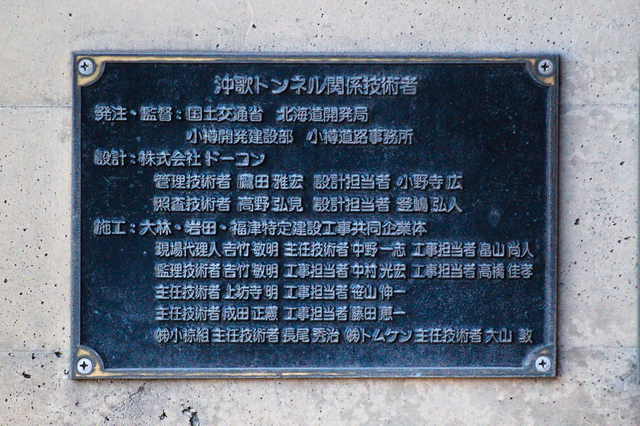 沖歌トンネル関係技術者
発注・監督：国土交通省 北海道開発局
小樽開発建設部 小樽道路事務所
設計：株式会社 ドーコン
管理技術者 鷹田 雅宏 設計担当者 小野寺 広
照査技術者 高野 弘見 設計担当者 登嶋 弘人
施工：大林・岩田・福津特定建設工事共同企業体
現場代理人 吉竹 敏明 主任技術者 中野 一志 工事担当者 畠山 尚人
監理技術者 吉竹 敏明 工事担当者 中村 光宏 工事担当者 高橋 佳孝
主任技術者 上坊寺 明 工事担当者 笹山 伸一
主任技術者 成田 正憲 工事担当者 藤田 恵一
㈱小椋組 主任技術者 長尾 秀治 ㈱トムケン 主任技術者 大山 敦